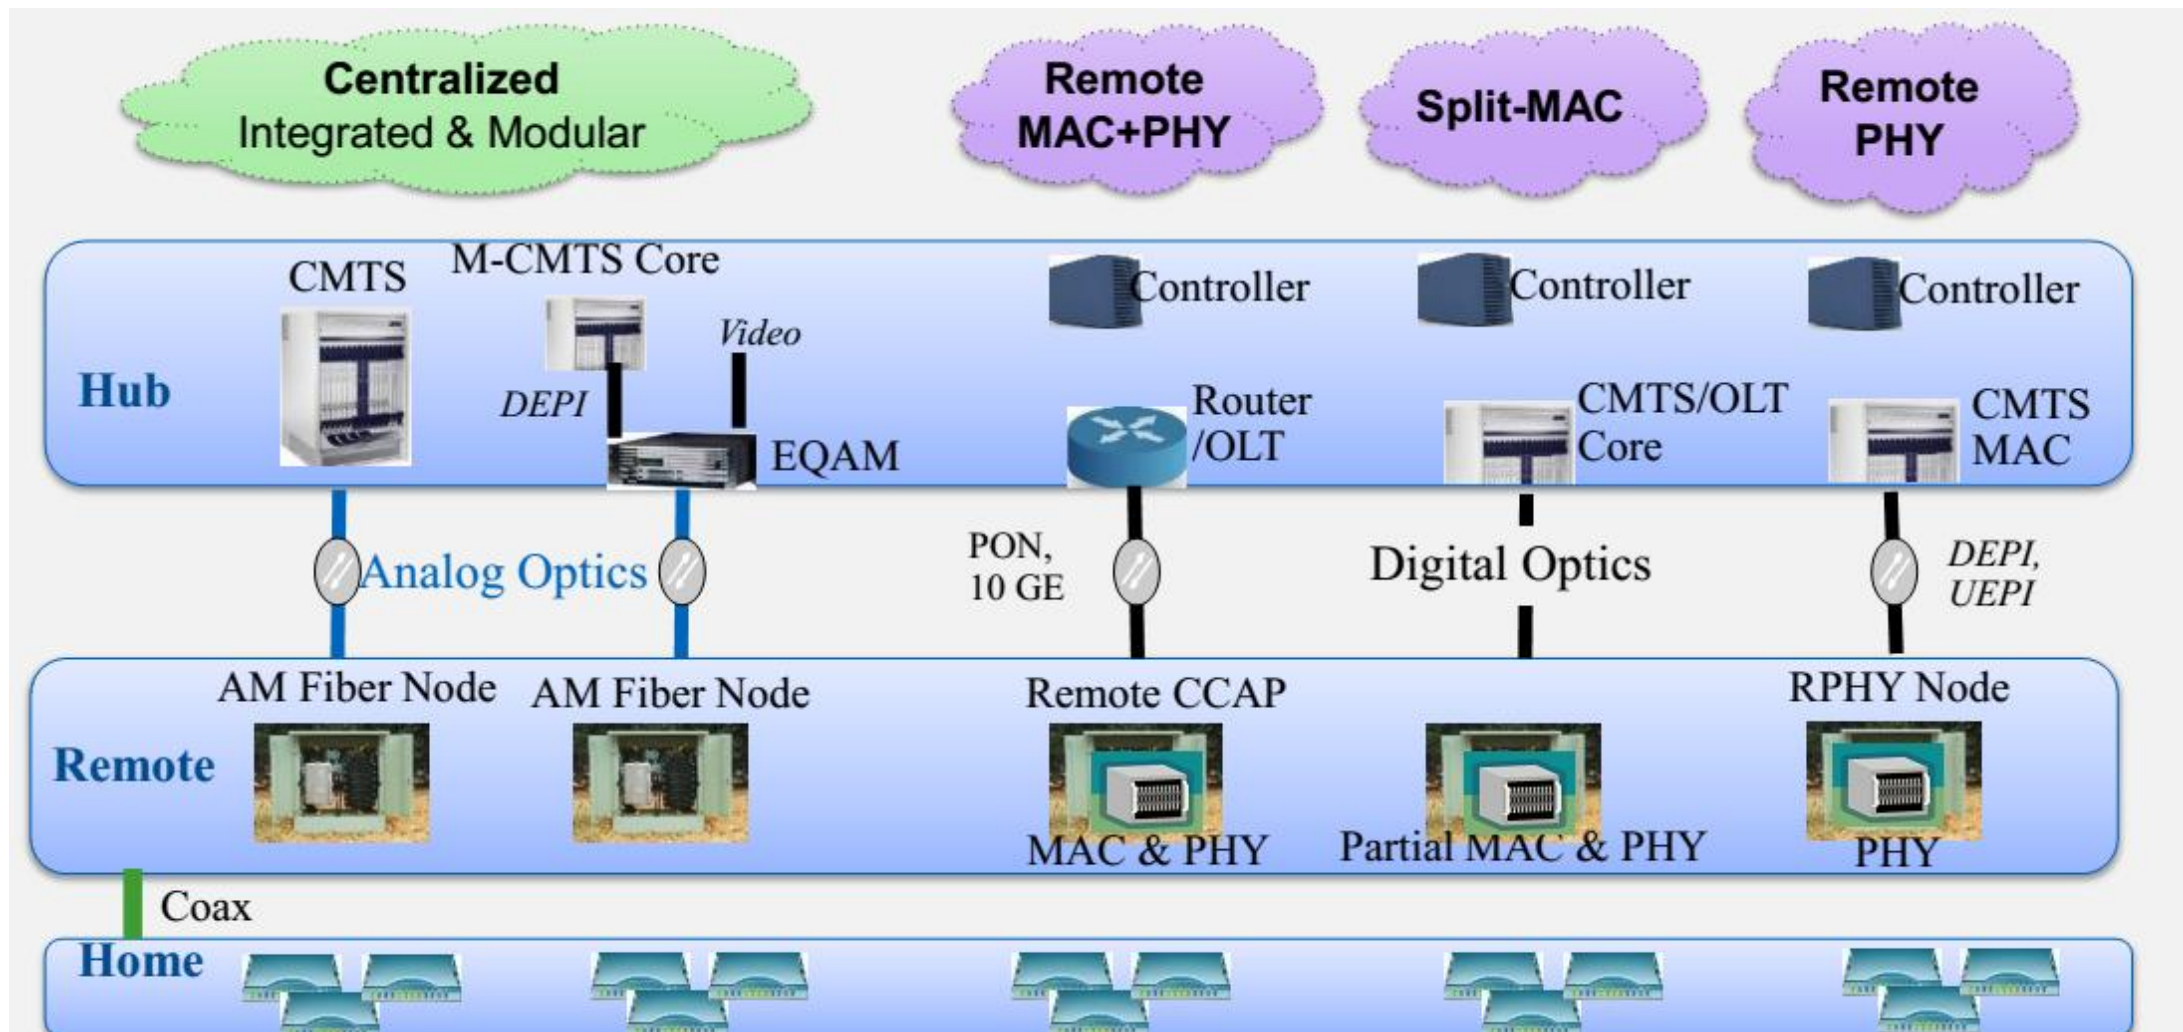 Centralized
Integrated & Modular
Remote
MAC+PHY
Split-MAC
Remote
PHY
Hub
CMTS
M-CMTS Core
Video
DEPI
EQAM
Controller
Router
/OLT
Controller
CMTS/OLT
Core
Controller
CMTS
MAC
Analog Optics
PON,
10 GE
Digital Optics
DEPI,
UEPI
Remote
AM Fiber Node
AM Fiber Node
Remote CCAP
MAC & PHY
Partial MAC & PHY
RPHY Node
PHY
Coax
Home